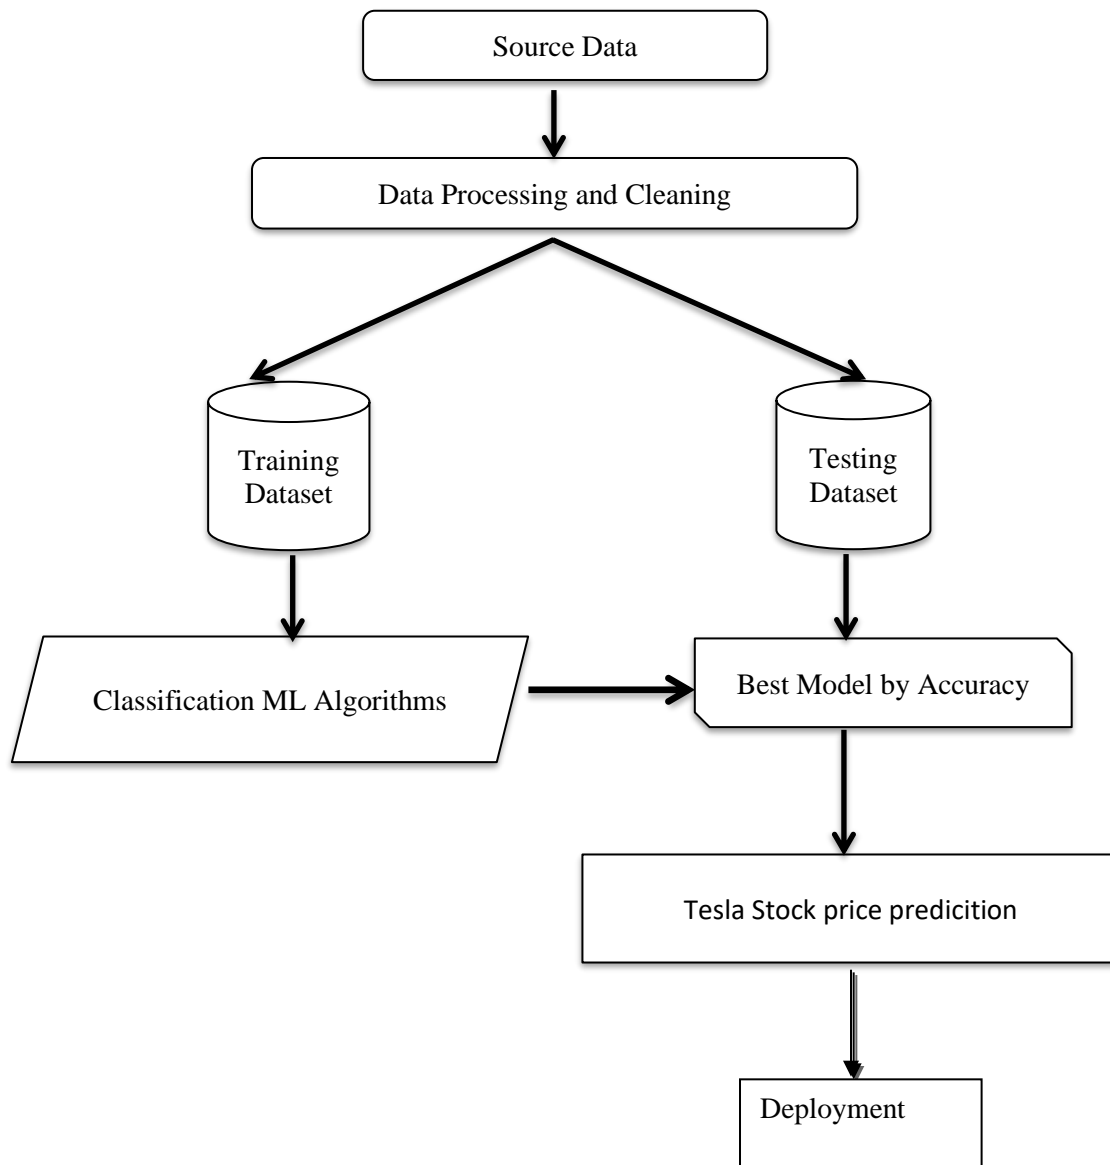 Source Data
Data Processing and Cleaning
Training
Dataset
Testing
Dataset
Classification ML Algorithms
Best Model by Accuracy
Tesla Stock price predicition
Deployment